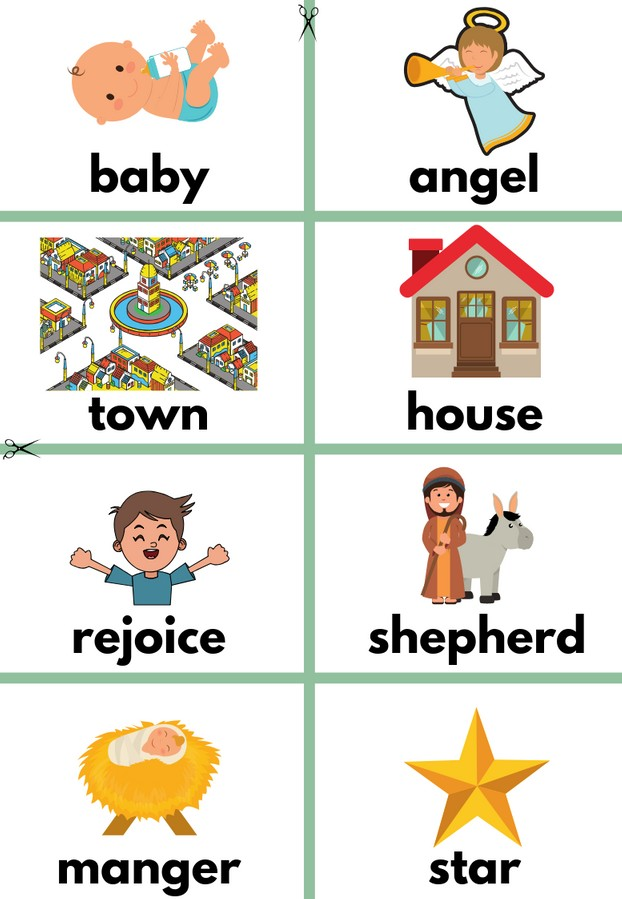 baby
angel
town
house
rejoice
shepherd
manger
star